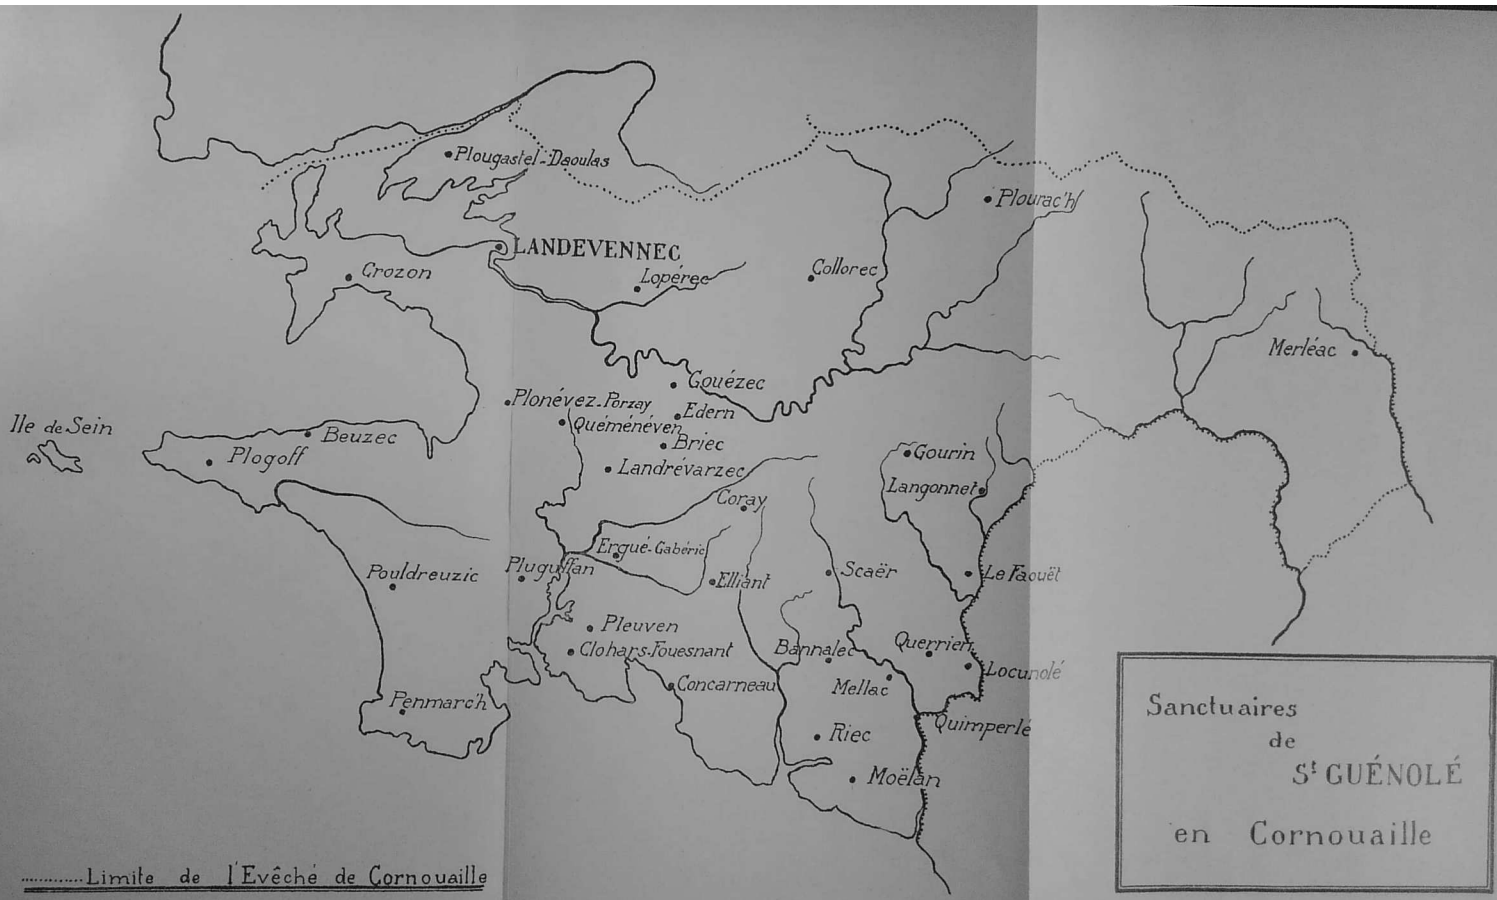 Plougastel-Daoulas
Plourac'h
LANDEVENNEC
Crozon
Lopérec
Collorec
Merléac
Gouézec
Plonévez-Porzay
Edern
Ile de Sein
Quéménéven
Beuzec
Briec
Plogoff
Gourin
Landrévarzec
Langonnet
Coray
Ergué-Gabéric
Pluguffan
Pouldreuzic
Elliant
Scaër
Le Faouët
Pleuven
Clohars-Fouesnant
Bannalec
Querrien
Locunolé
Concarneau
Mellac
Penmarc'h
Quimperlé
Riec
Moëlan
Sanctuaires
de
St GUÉNOLÉ
en Cornouaille
Limite de l'Evêché de Cornouaille